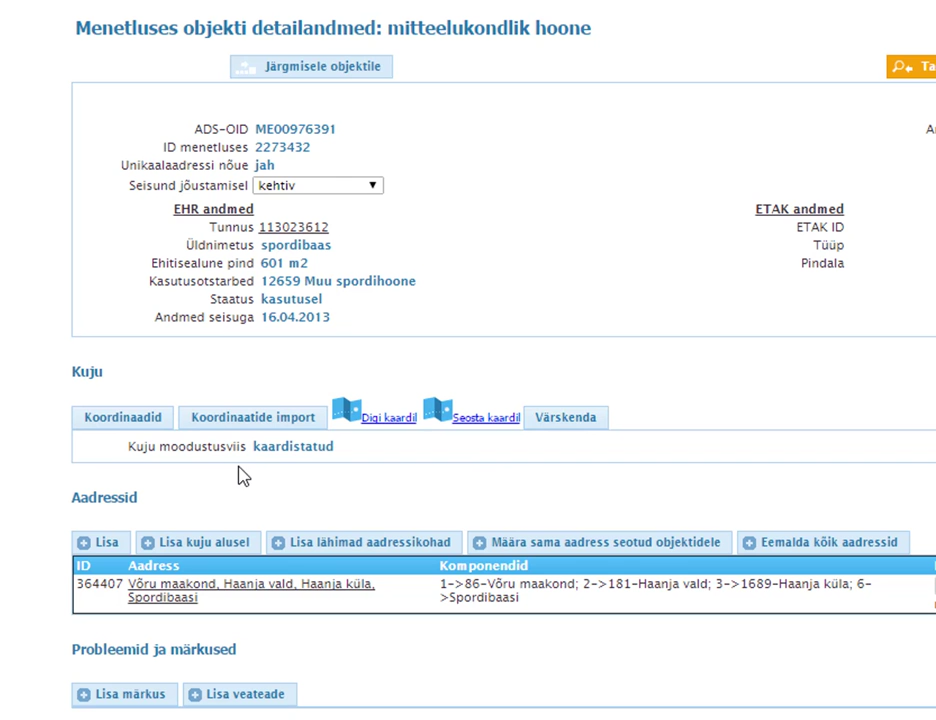 Menetluses objekti detailandmed: mitteelukondlik hoone
Järgmisele objektile
ADS-OID ME00976391
ID menetluses 2273432
Unikaalaadressi nõue jah
Seisund jõustamisel kehtiv
EHR andmed ETAK andmed
Tunnus 113023612 ETAK ID
Üldnimetus spordibaas Tüüp
Ehitisealune pind 601 m2 Pindala
Kasutusotstarbed 12659 Muu spordihoone
Staatus kasutusel
Andmed seisuga 16.04.2013
Kuju
Koordinaadid Koordinaatide import Digi kaardil Seosta kaardil Värskenda
Kuju moodustusviis kaardistatud
Aadressid
Lisa Lisa kuju alusel Lisa lähimad aadressikohad Määra sama aadress seotud objektidele Eemalda kõik aadressid
ID Aadress Komponendid
364407 Võru maakond, Haanja vald, Haanja küla, 1->86-Võru maakond; 2->181-Haanja vald; 3->1689-Haanja küla; 6-
Spordibaasi >Spordibaasi
Probleemid ja märkused
Lisa märkus Lisa veateade